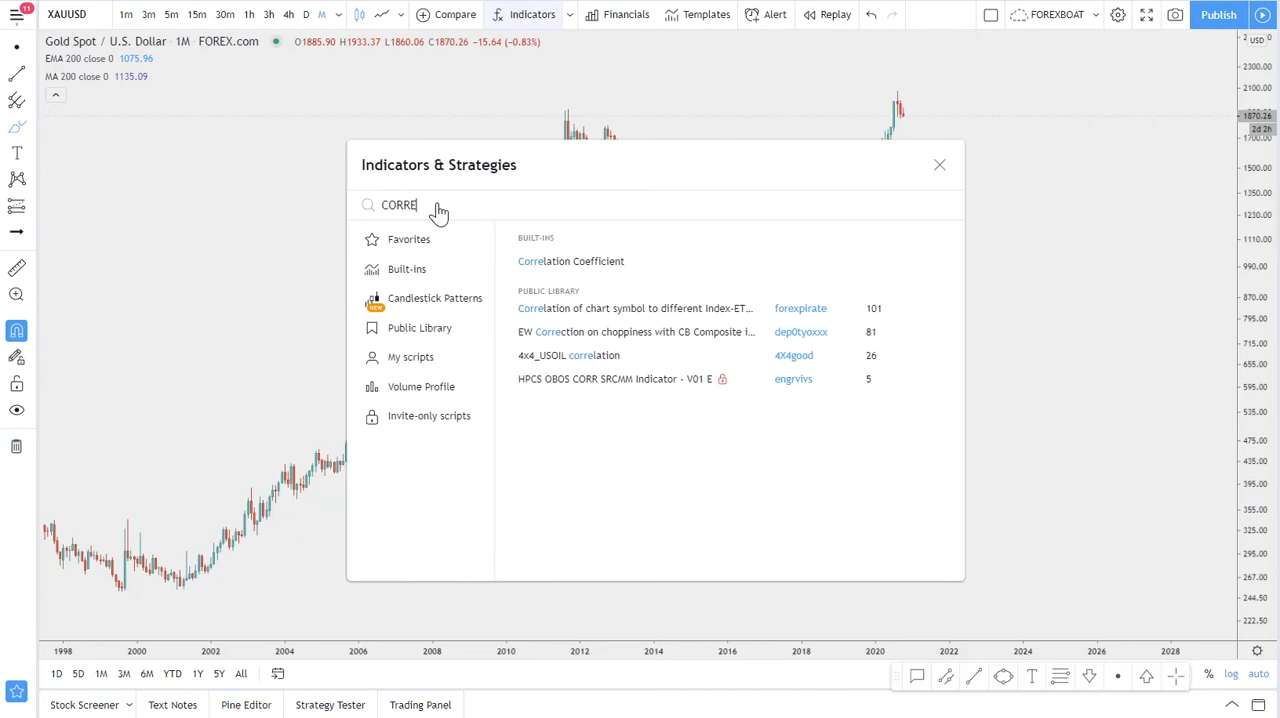 11
XAUUSD 1m 3m 5m 15m 30m 1h 3h 4h D M Compare Indicators Financials Templates Alert Replay FOREXBOAT Publish
Gold Spot / U.S. Dollar · 1M · FOREX.com O1885.90 H1933.37 L1860.06 C1870.26 -15.64 (-0.83%)
EMA 200 close 0 1075.96
MA 200 close 0 1135.09
USD
2300.00
2100.00
1870.26
2d 2h
1700.00
1500.00
1350.00
1230.00
1110.00
990.00
870.00
795.00
715.00
655.00
595.00
535.00
475.00
435.00
395.00
355.00
325.00
295.00
267.00
244.50
222.50
Indicators & Strategies
CORRE
Favorites
Built-ins
Candlestick Patterns
NEW
Public Library
My scripts
Volume Profile
Invite-only scripts
BUILT-INS
Correlation Coefficient
PUBLIC LIBRARY
Correlation of chart symbol to different Index-ET... forexpirate 101
EW Correction on choppiness with CB Composite i... dep0tyoxxx 81
4x4_USOIL correlation 4X4good 26
HPCS OBOS CORR SRCMM Indicator - V01 E engrvivs 5
1998 2000 2002 2004 2006 2008 2010 2012 2014 2016 2018 2020 2022 2024 2026 2028
1D 5D 1M 3M 6M YTD 1Y 5Y All % log auto
Stock Screener Text Notes Pine Editor Strategy Tester Trading Panel